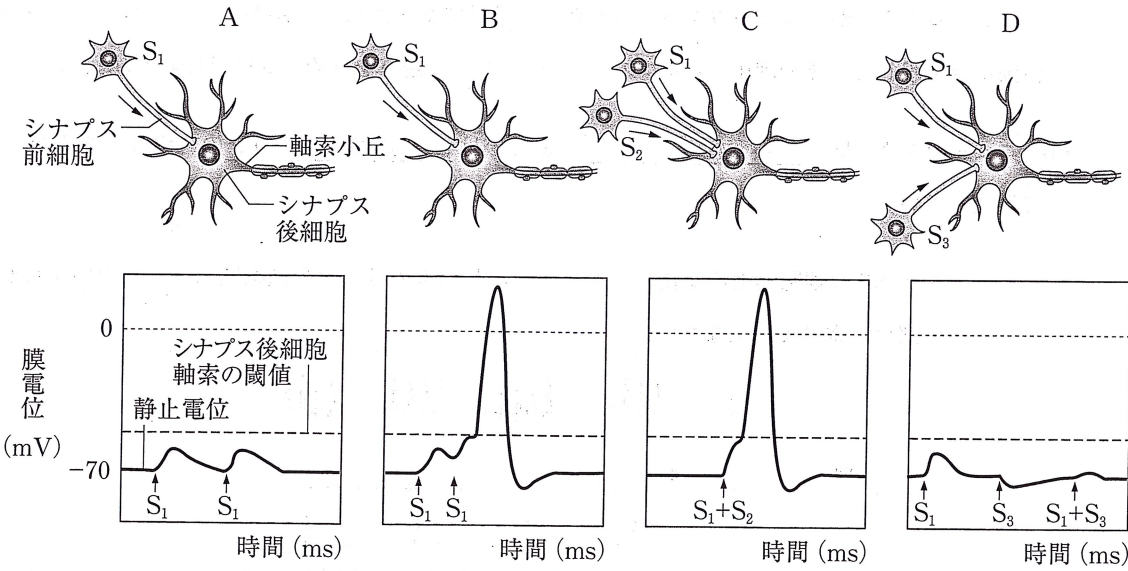 A
B
C
D
S₁
S₁
S₁
S₂
S₁
S₃
シナプス
前細胞
軸索小丘
シナプス
後細胞
膜電位
(mV)
0
−70
シナプス後細胞
軸索の閾値
静止電位
S₁
S₁
時間 (ms)
S₁
S₁
時間 (ms)
S₁+S₂
時間 (ms)
S₁
S₃
S₁+S₃
時間 (ms)